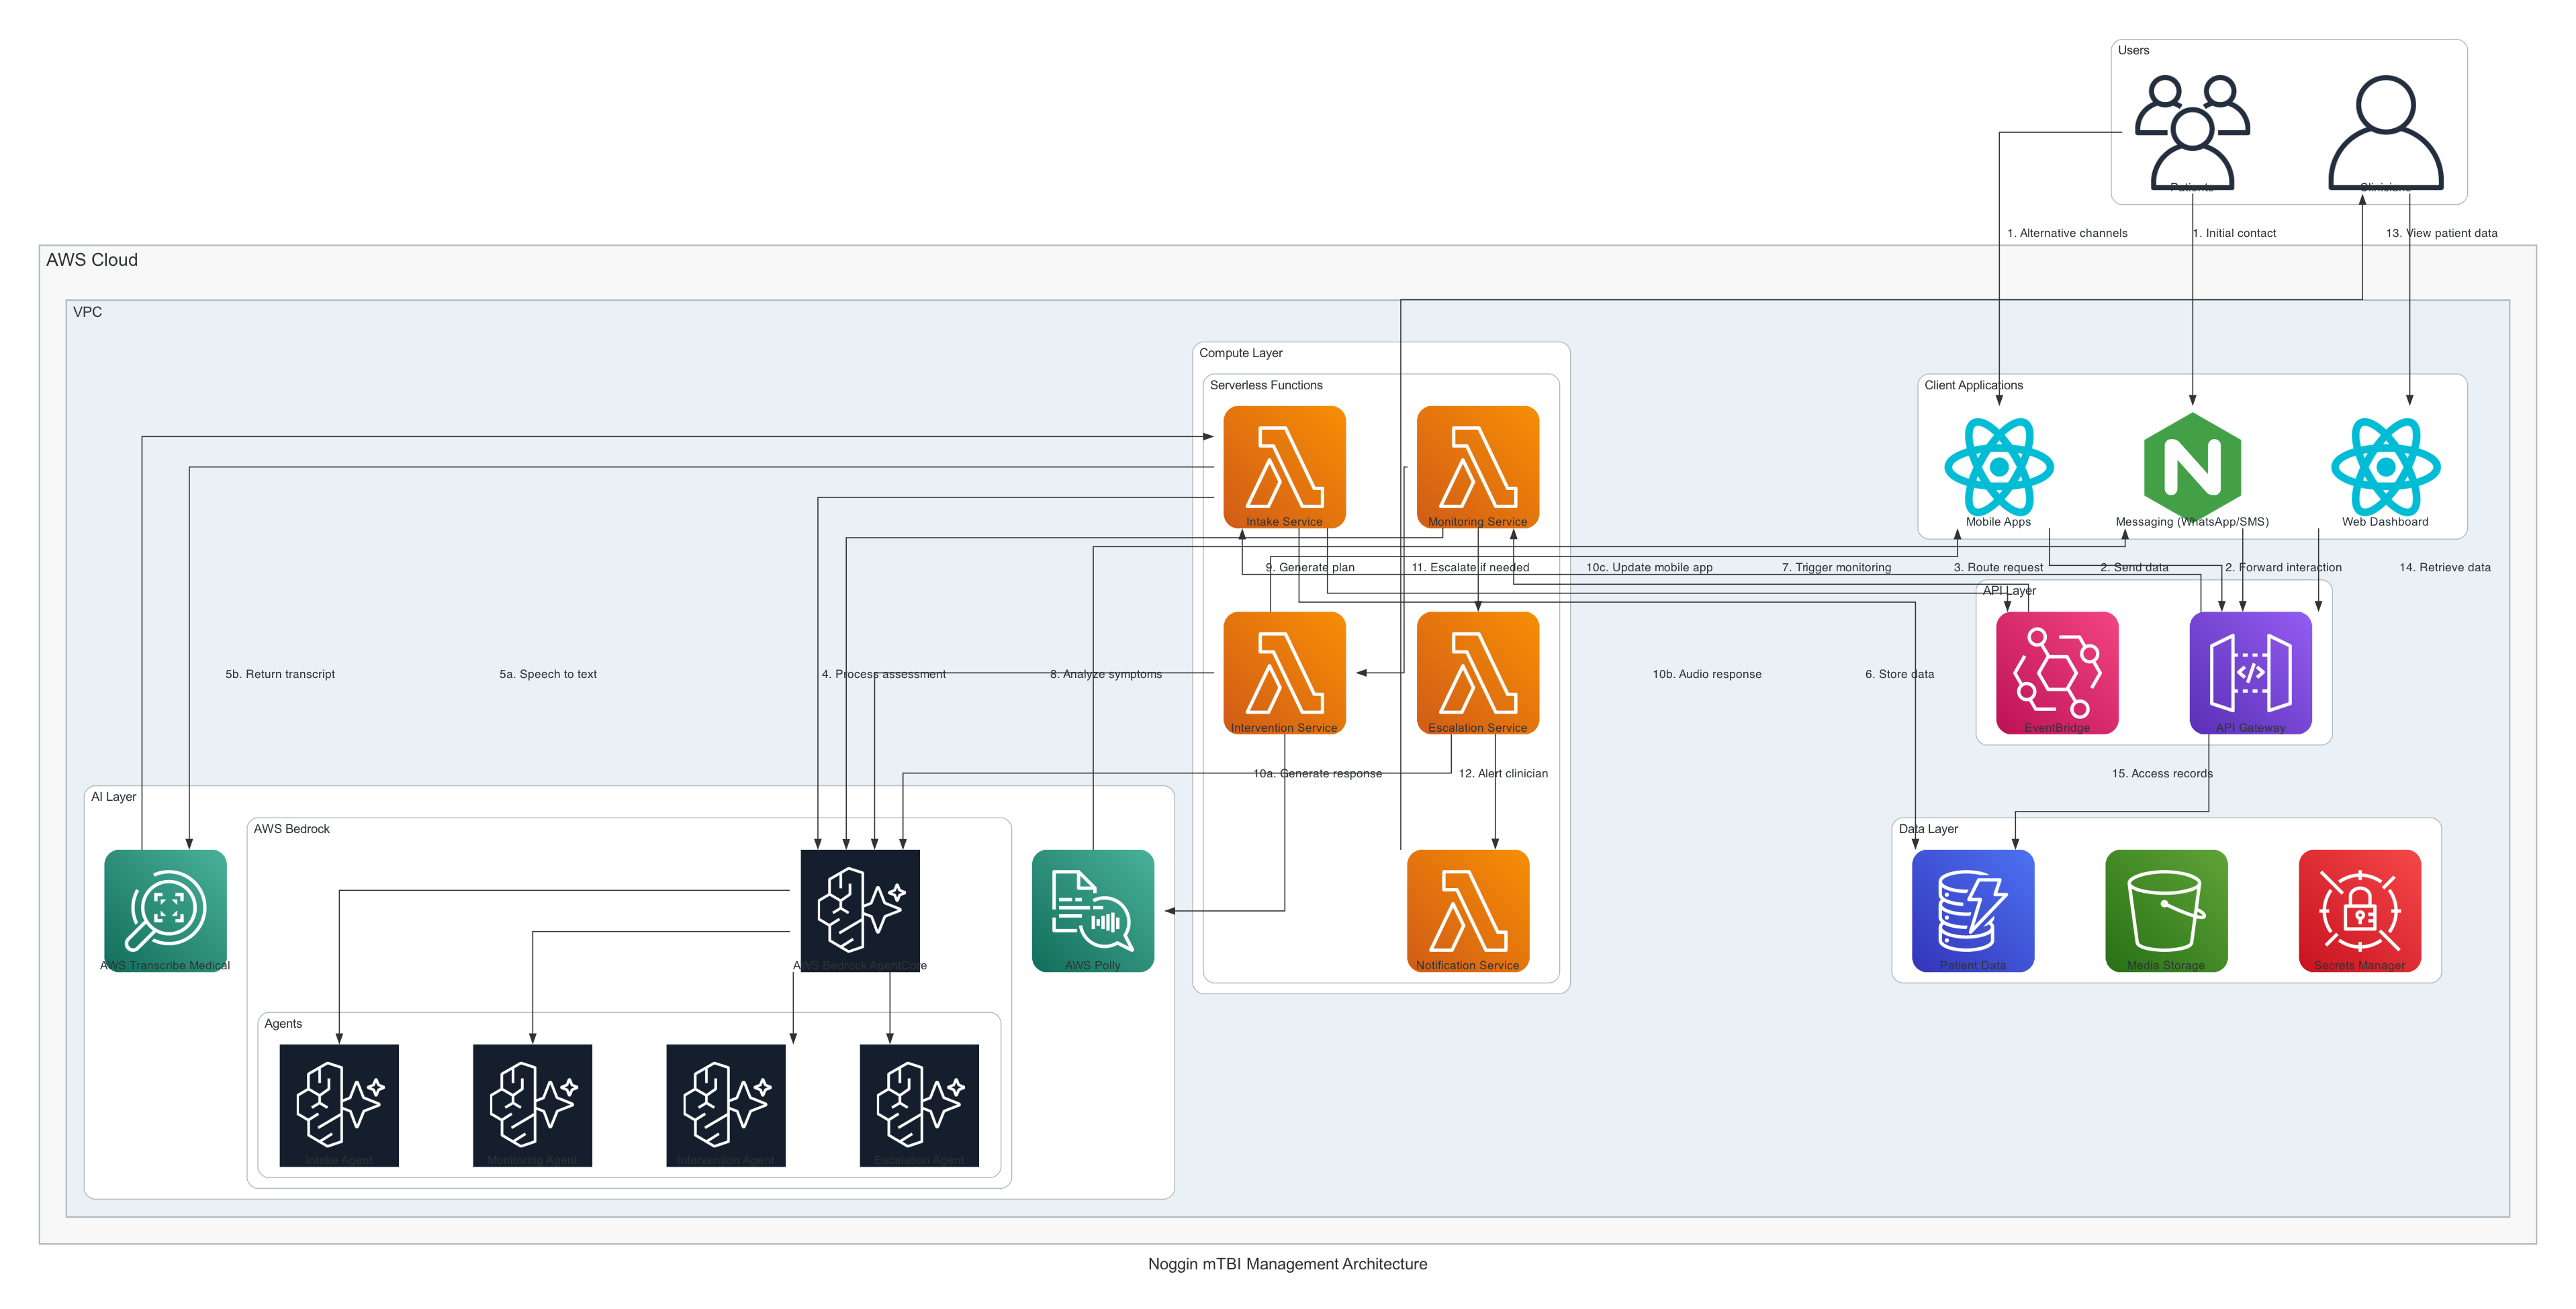 Users
Patients
Clinicians
1. Alternative channels
1. Initial contact
13. View patient data
AWS Cloud
VPC
Compute Layer
Serverless Functions
Client Applications
Intake Service
Monitoring Service
Mobile Apps
Messaging (WhatsApp/SMS)
Web Dashboard
9. Generate plan
11. Escalate if needed
10c. Update mobile app
7. Trigger monitoring
3. Route request
2. Send data
2. Forward interaction
14. Retrieve data
API Layer
5b. Return transcript
5a. Speech to text
4. Process assessment
8. Analyze symptoms
10b. Audio response
6. Store data
Intervention Service
Escalation Service
EventBridge
API Gateway
10a. Generate response
12. Alert clinician
15. Access records
AI Layer
AWS Bedrock
Data Layer
AWS Transcribe Medical
AWS Bedrock AgentCore
AWS Polly
Notification Service
Patient Data
Media Storage
Secrets Manager
Agents
Intake Agent
Monitoring Agent
Intervention Agent
Escalation Agent
Noggin mTBI Management Architecture